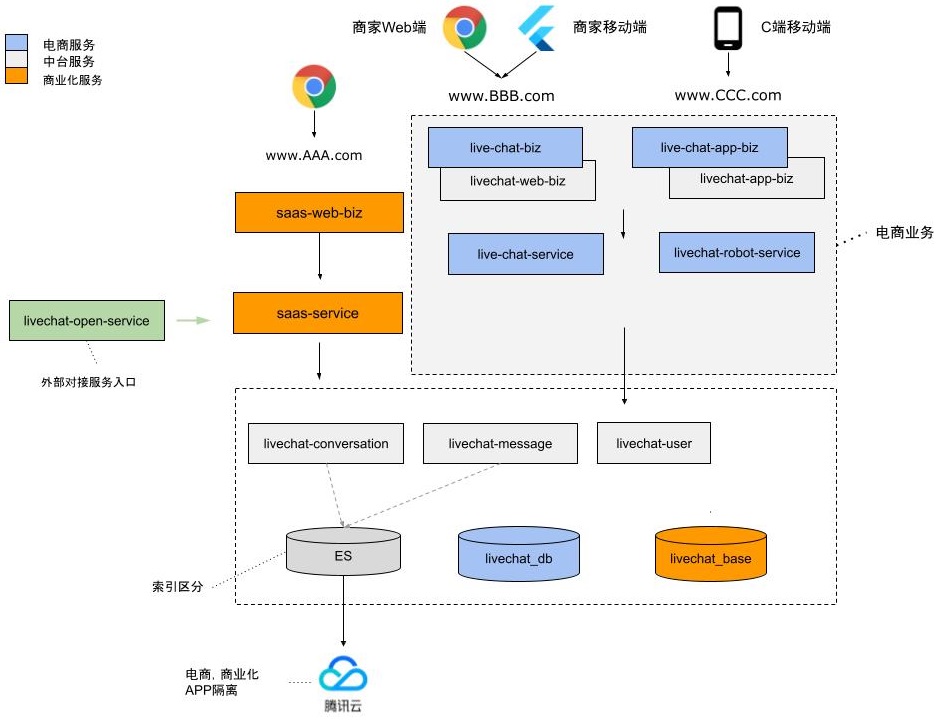 商家Web端
商家移动端
C端移动端
电商服务
中台服务
商业化服务
www.BBB.com
www.CCC.com
www.AAA.com
live-chat-biz
livechat-web-biz
live-chat-app-biz
livechat-app-biz
saas-web-biz
电商业务
live-chat-service
livechat-robot-service
livechat-open-service
saas-service
外部对接服务入口
livechat-conversation
livechat-message
livechat-user
ES
livechat_db
livechat_base
索引区分
电商, 商业化
APP隔离
腾讯云